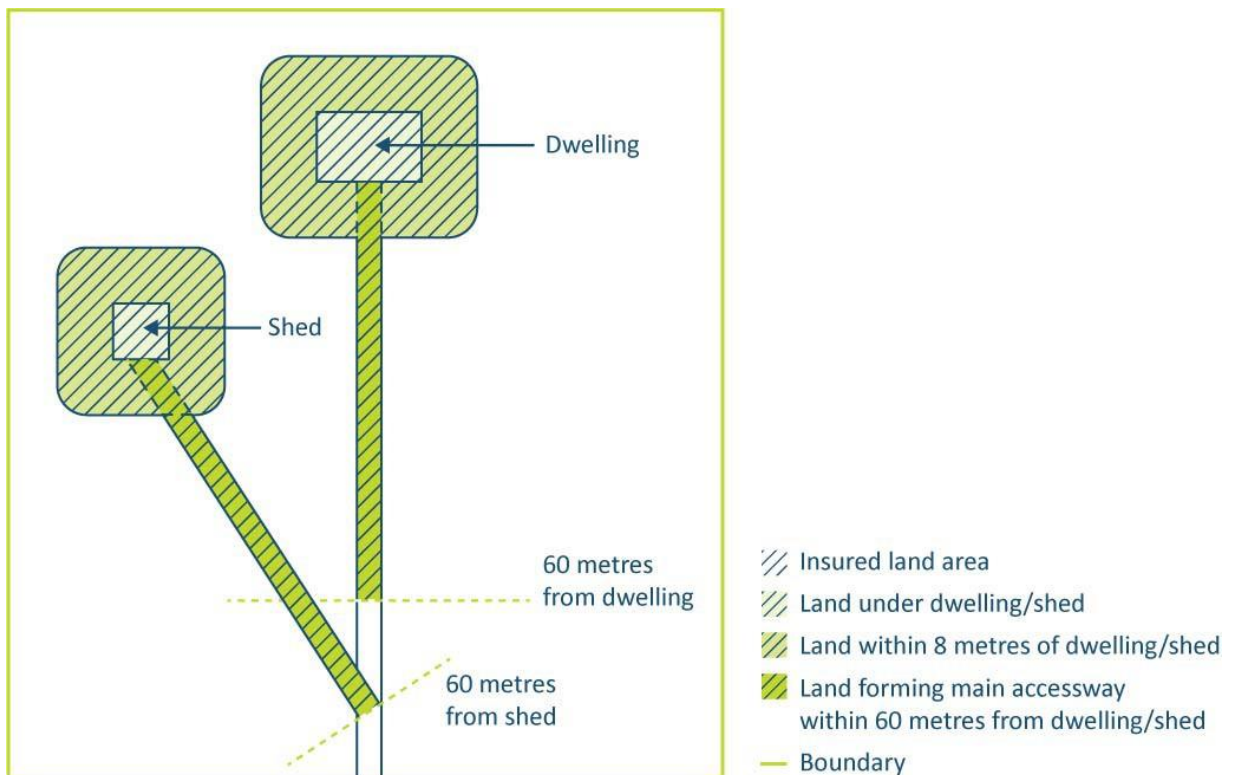 Dwelling
Shed
60 metres
from dwelling
60 metres
from shed
Insured land area
Land under dwelling/shed
Land within 8 metres of dwelling/shed
Land forming main accessway
within 60 metres from dwelling/shed
Boundary